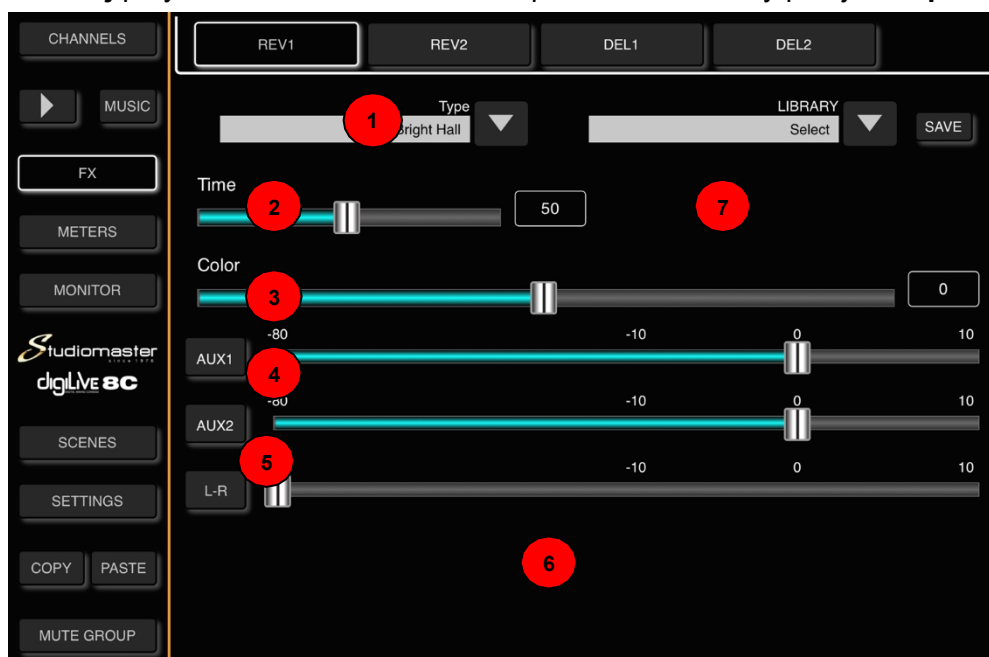 CHANNELS
REV1
REV2
DEL1
DEL2
MUSIC
Type
LIBRARY
1
Bright Hall
Select
SAVE
FX
Time
2
50
7
METERS
Color
MONITOR
3
0
-80
-10
0
10
Studiomaster
since 1976
AUX1
4
digiLiVE 8C
-80
-10
0
10
AUX2
SCENES
5
-10
0
10
L-R
SETTINGS
6
COPY
PASTE
MUTE GROUP